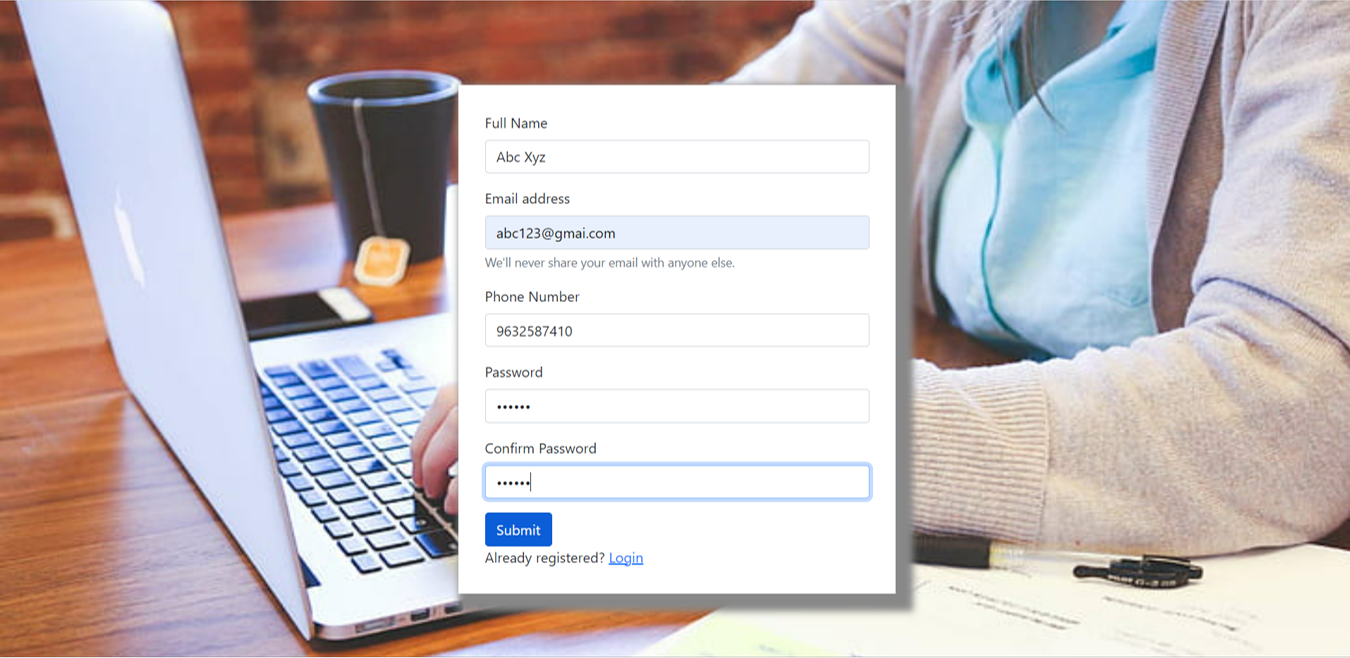 Full Name
Abc Xyz
Email address
abc123@gmai.com
We'll never share your email with anyone else.
Phone Number
9632587410
Password
••••••
Confirm Password
••••••
Submit
Already registered? Login